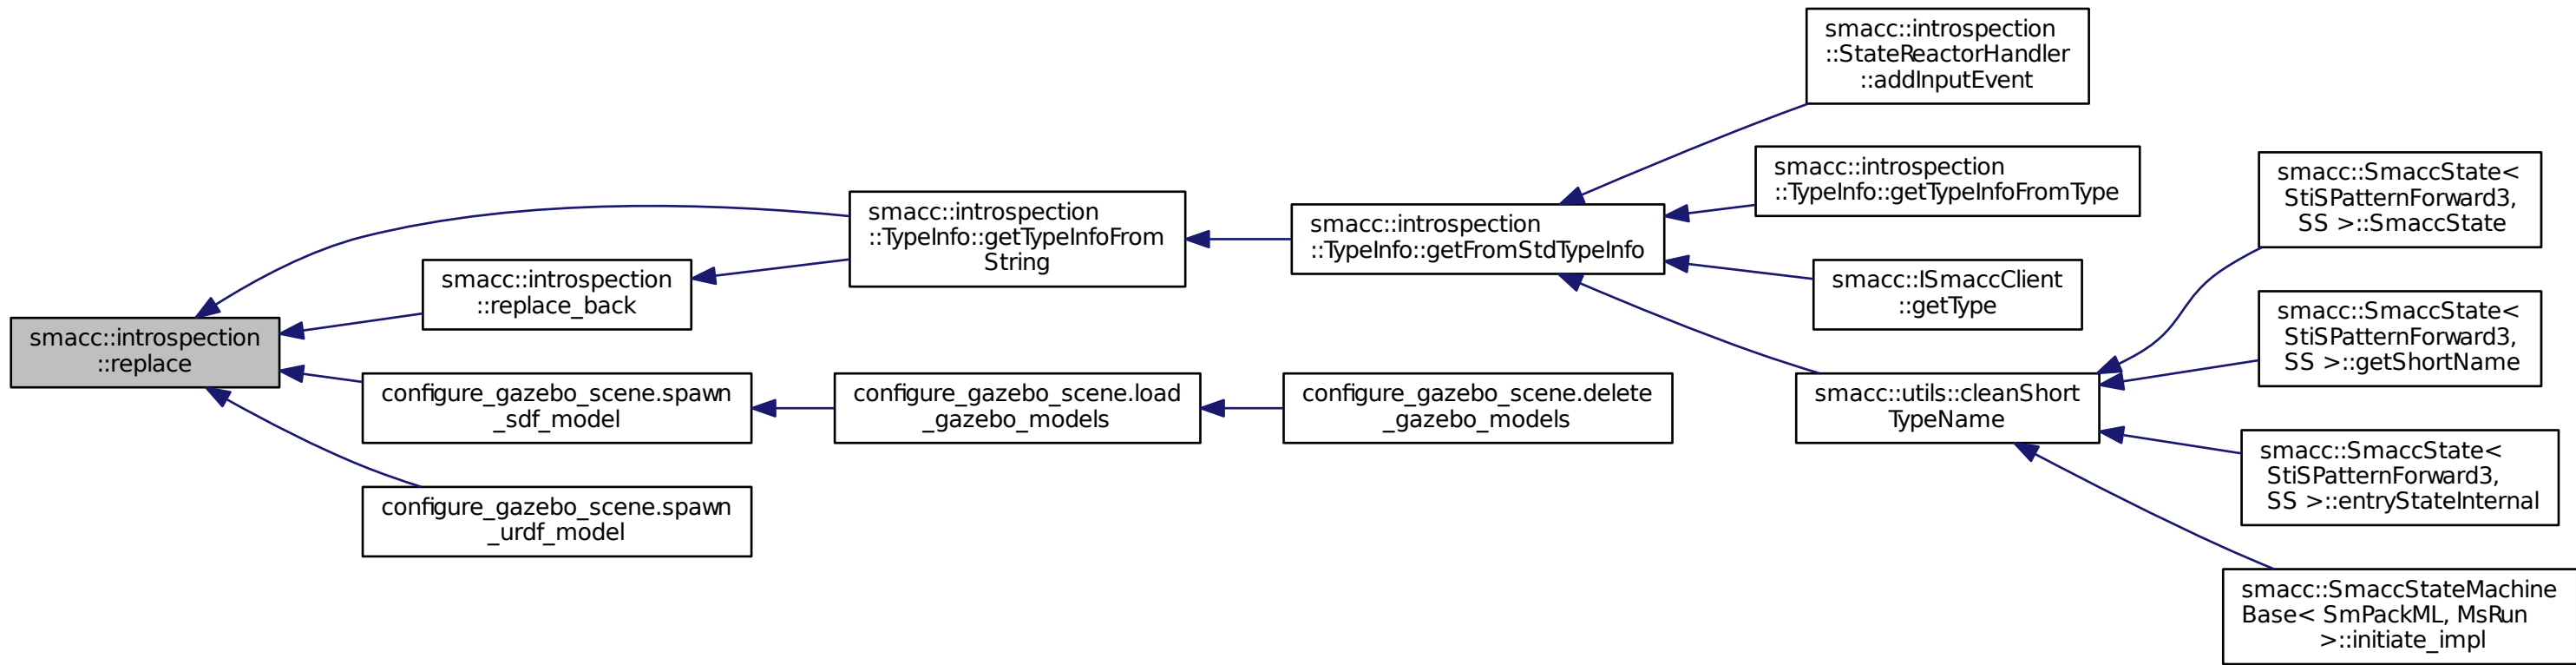 smacc::introspection
::replace
smacc::introspection
::replace_back
configure_gazebo_scene.spawn
_sdf_model
configure_gazebo_scene.spawn
_urdf_model
smacc::introspection
::TypeInfo::getTypeInfoFrom
String
configure_gazebo_scene.load
_gazebo_models
smacc::introspection
::TypeInfo::getFromStdTypeInfo
configure_gazebo_scene.delete
_gazebo_models
smacc::introspection
::StateReactorHandler
::addInputEvent
smacc::introspection
::TypeInfo::getTypeInfoFromType
smacc::ISmaccClient
::getType
smacc::utils::cleanShort
TypeName
smacc::SmaccState<
StiSPatternForward3,
SS >::SmaccState
smacc::SmaccState<
StiSPatternForward3,
SS >::getShortName
smacc::SmaccState<
StiSPatternForward3,
SS >::entryStateInternal
smacc::SmaccStateMachine
Base< SmPackML, MsRun
>::initiate_impl